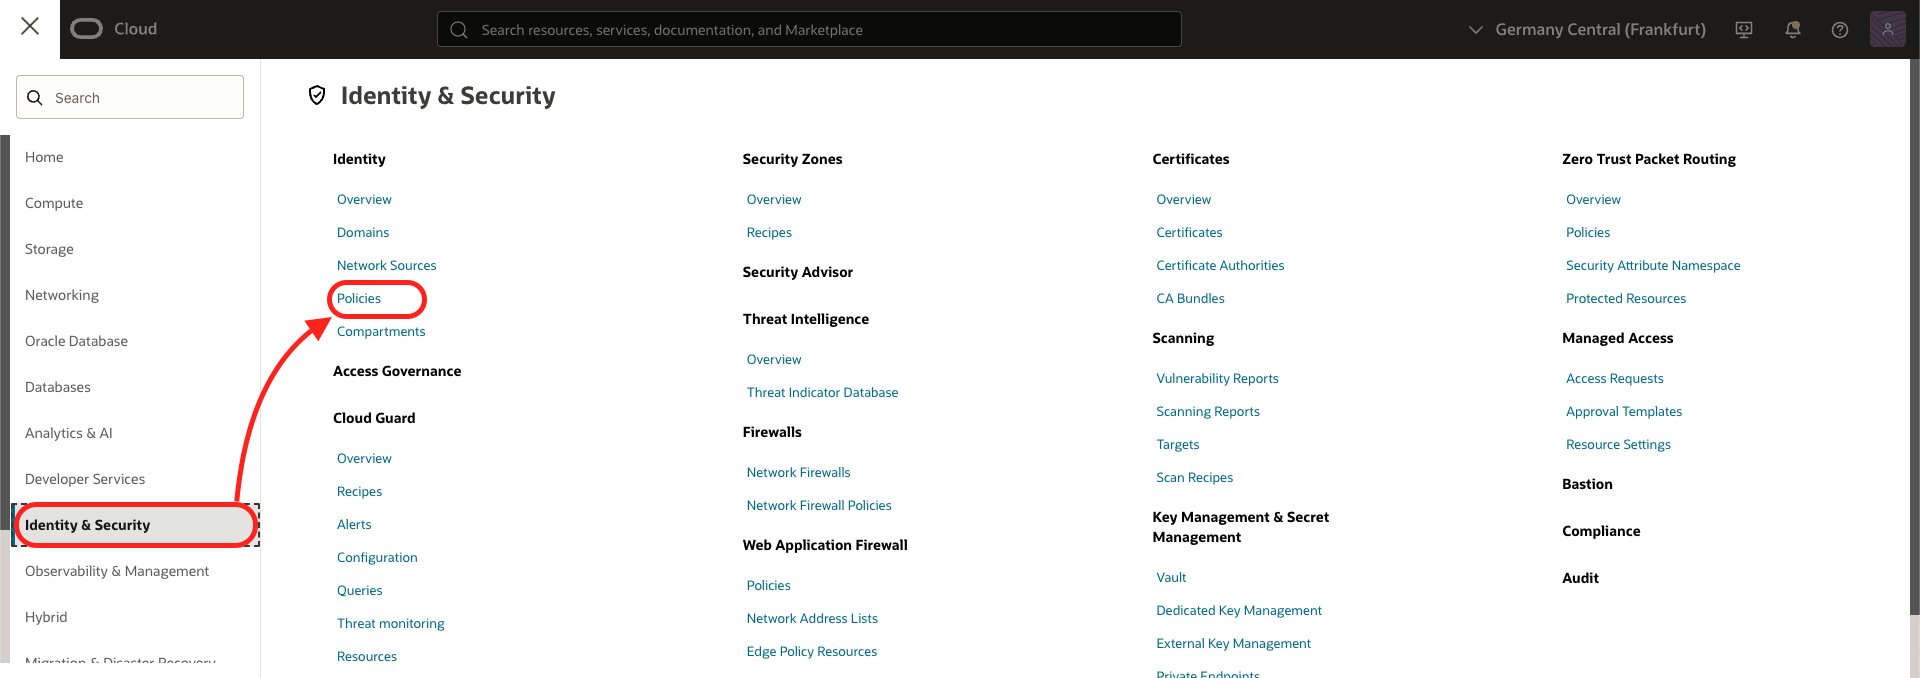 Cloud
Search resources, services, documentation, and Marketplace
Germany Central (Frankfurt)
Search
Home
Compute
Storage
Networking
Oracle Database
Databases
Analytics & AI
Developer Services
Identity & Security
Observability & Management
Hybrid
Migration & Disaster Recovery
Identity & Security
Identity
Overview
Domains
Network Sources
Policies
Compartments
Access Governance
Cloud Guard
Overview
Recipes
Alerts
Configuration
Queries
Threat monitoring
Resources
Security Zones
Overview
Recipes
Security Advisor
Threat Intelligence
Overview
Threat Indicator Database
Firewalls
Network Firewalls
Network Firewall Policies
Web Application Firewall
Policies
Network Address Lists
Edge Policy Resources
Certificates
Overview
Certificates
Certificate Authorities
CA Bundles
Scanning
Vulnerability Reports
Scanning Reports
Targets
Scan Recipes
Key Management & Secret
Management
Vault
Dedicated Key Management
External Key Management
Private Endpoints
Zero Trust Packet Routing
Overview
Policies
Security Attribute Namespace
Protected Resources
Managed Access
Access Requests
Approval Templates
Resource Settings
Bastion
Compliance
Audit